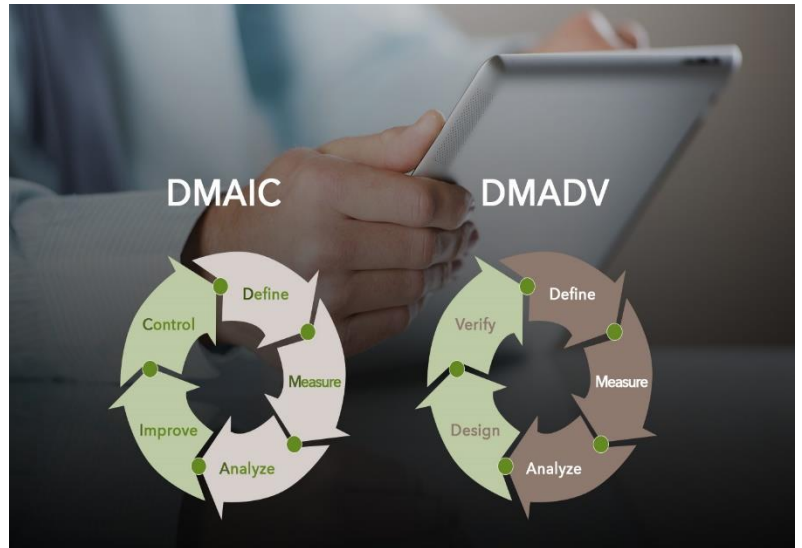 DMAIC
Define
Measure
Analyze
Improve
Control
DMADV
Define
Measure
Analyze
Design
Verify